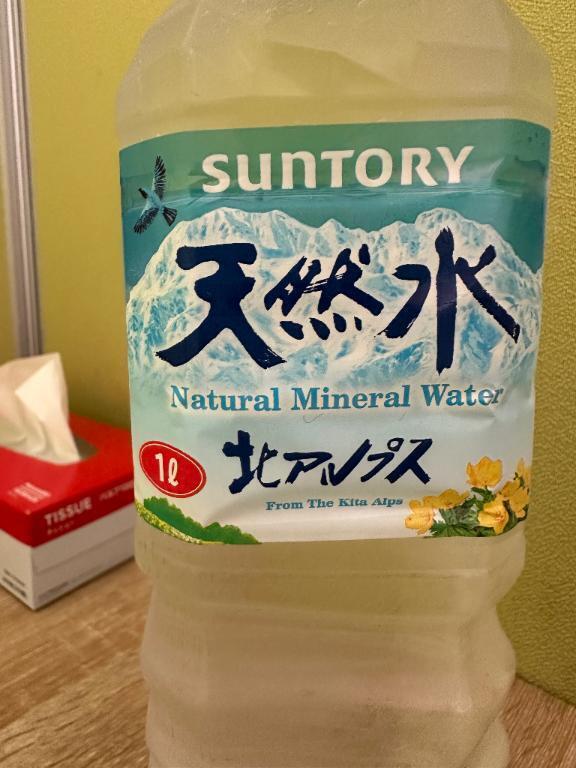 SUNTORY
天然水
Natural Mineral Water
1ℓ
北アルプス
From The Kita Alps
TISSUE